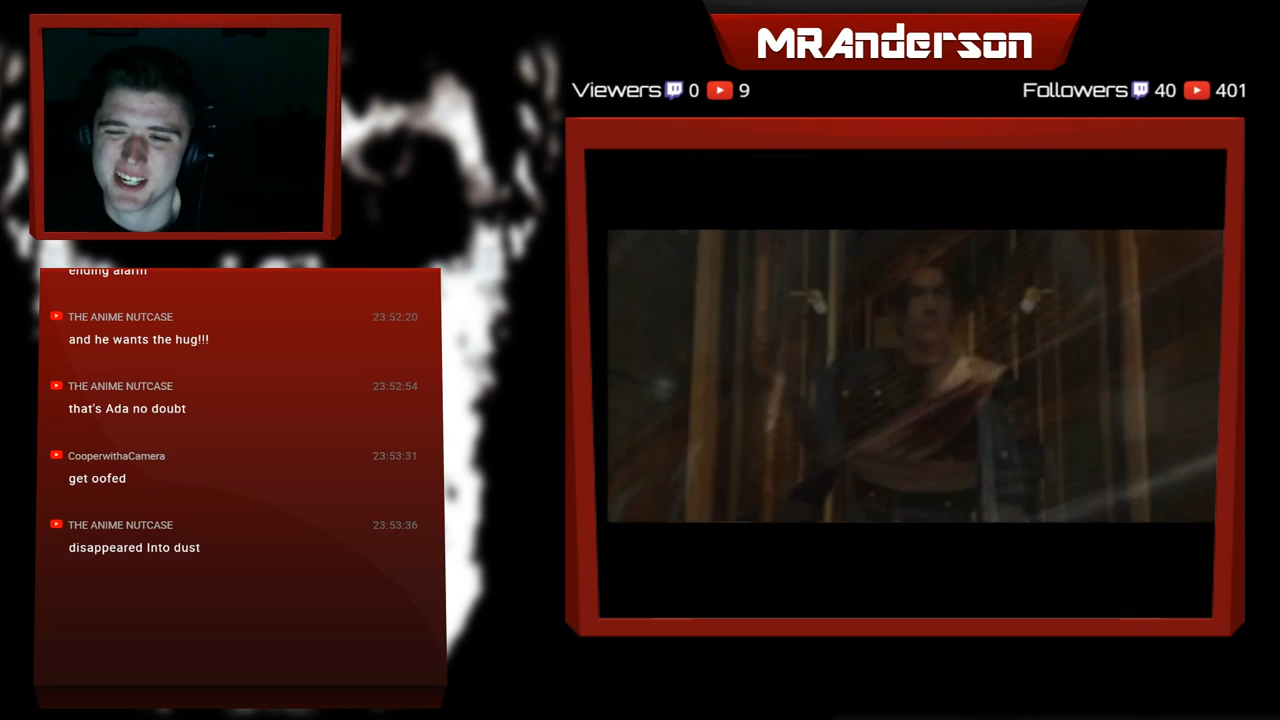 MRAnderson
Viewers 0 9
Followers 40 401
ending alarm
THE ANIME NUTCASE 23:52:20
and he wants the hug!!!
THE ANIME NUTCASE 23:52:54
that's Ada no doubt
CooperwithaCamera 23:53:31
get oofed
THE ANIME NUTCASE 23:53:36
disappeared Into dust